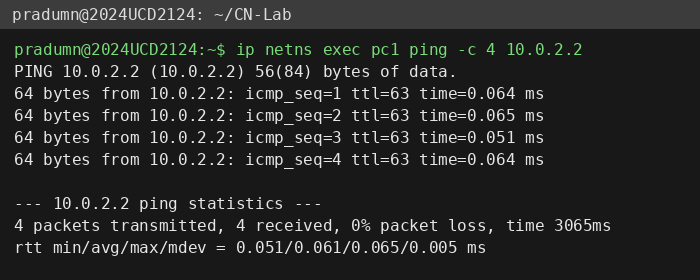 pradumn@2024UCD2124: ~/CN-Lab
pradumn@2024UCD2124:~$ ip netns exec pc1 ping -c 4 10.0.2.2
PING 10.0.2.2 (10.0.2.2) 56(84) bytes of data.
64 bytes from 10.0.2.2: icmp_seq=1 ttl=63 time=0.064 ms
64 bytes from 10.0.2.2: icmp_seq=2 ttl=63 time=0.065 ms
64 bytes from 10.0.2.2: icmp_seq=3 ttl=63 time=0.051 ms
64 bytes from 10.0.2.2: icmp_seq=4 ttl=63 time=0.064 ms
--- 10.0.2.2 ping statistics ---
4 packets transmitted, 4 received, 0% packet loss, time 3065ms
rtt min/avg/max/mdev = 0.051/0.061/0.065/0.005 ms